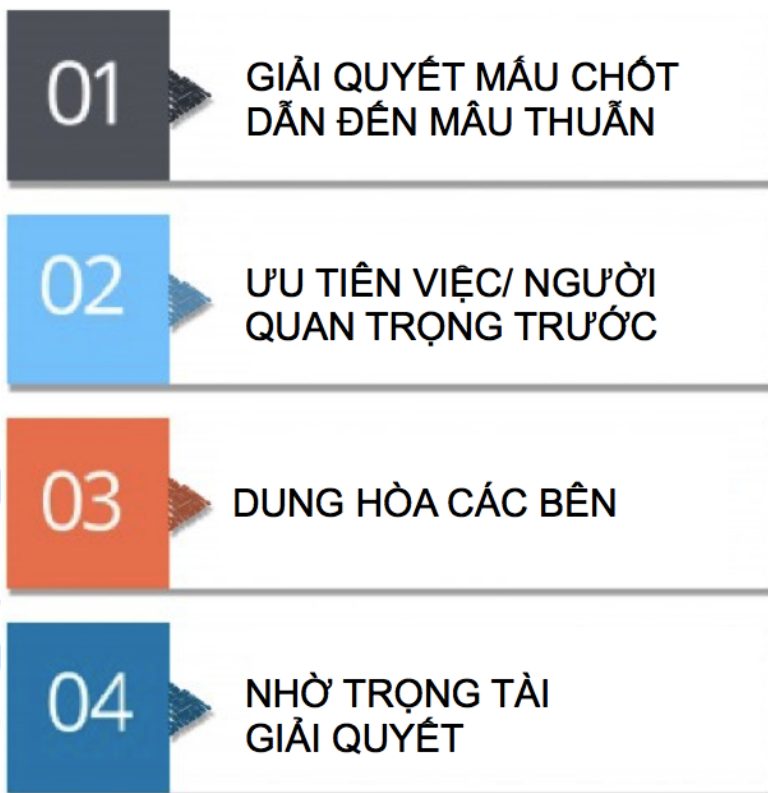 01
GIẢI QUYẾT MẤU CHỐT
DẪN ĐẾN MÂU THUẪN
02
ƯU TIÊN VIỆC/ NGƯỜI
QUAN TRỌNG TRƯỚC
03
DUNG HÒA CÁC BÊN
04
NHỜ TRỌNG TÀI
GIẢI QUYẾT